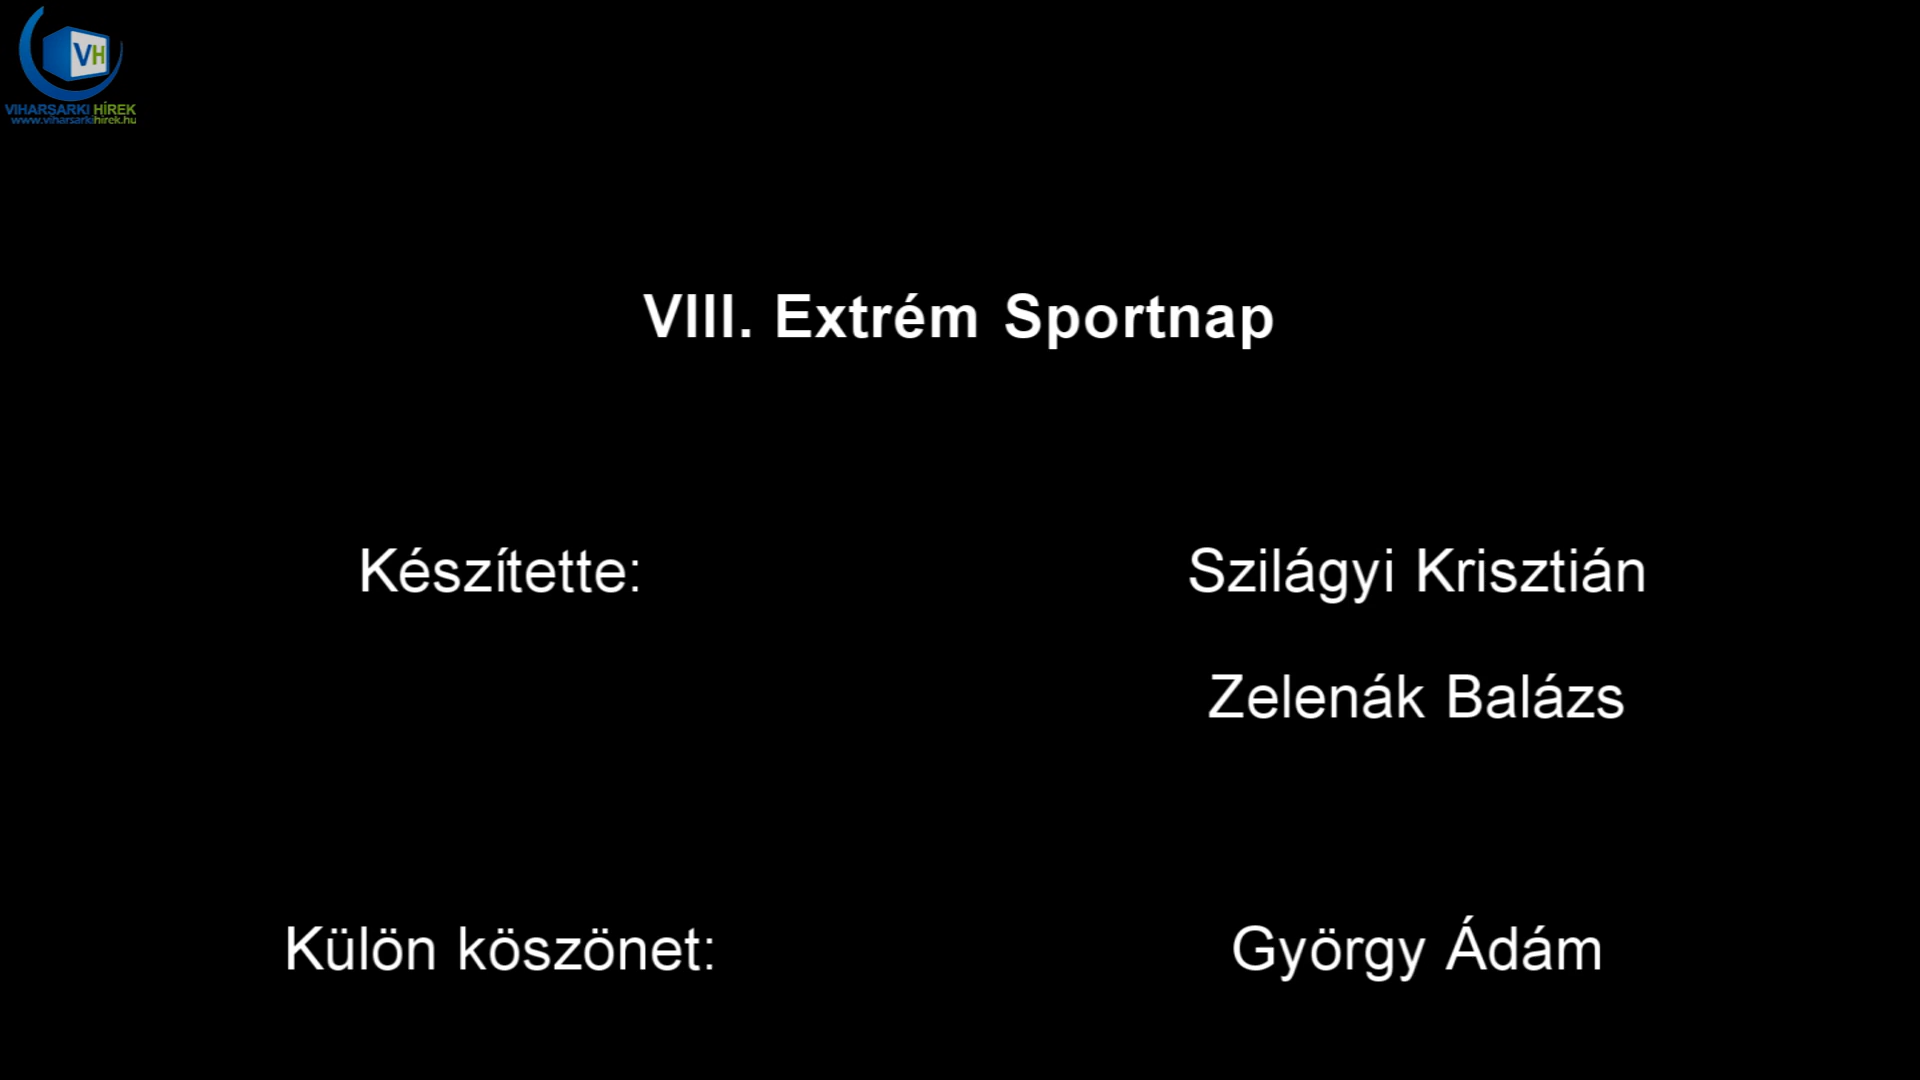 VH
VIHARSARKI HÍREK
www.viharsarkihirek.hu
VIII. Extrém Sportnap
Készítette: Szilágyi Krisztián
Zelenák Balázs
Külön köszönet: György Ádám